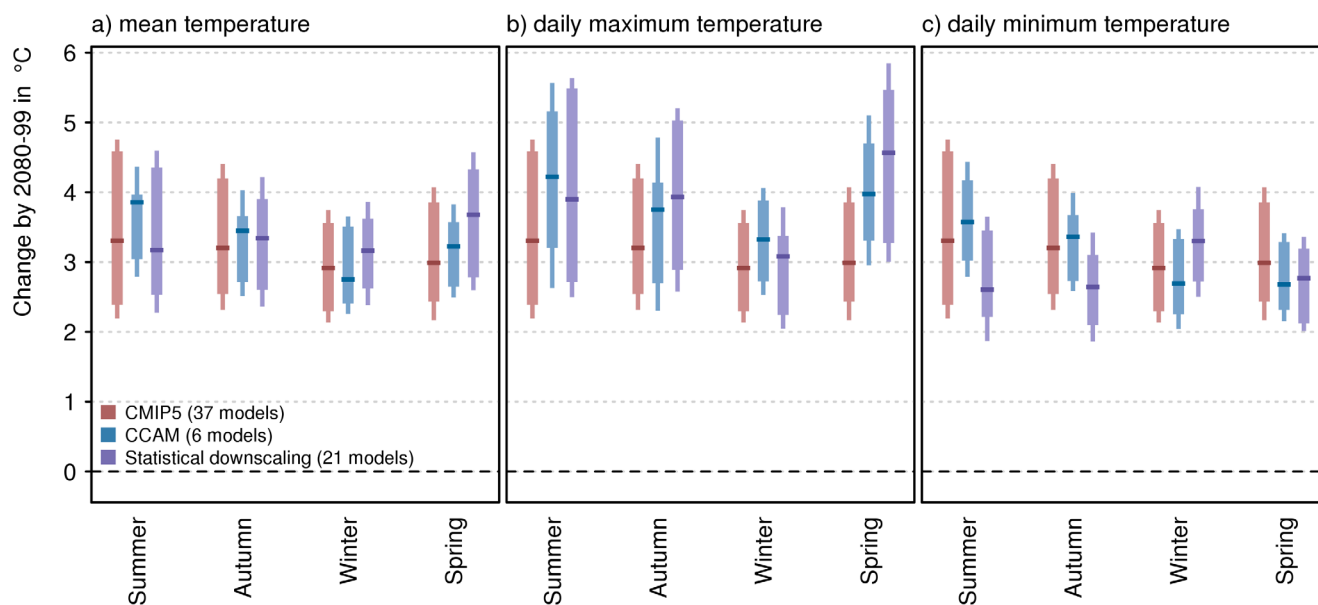 a) mean temperature
b) daily maximum temperature
c) daily minimum temperature
Change by 2080-99 in °C
6
5
4
3
2
1
0
CMIP5 (37 models)
CCAM (6 models)
Statistical downscaling (21 models)
Summer
Autumn
Winter
Spring
Summer
Autumn
Winter
Spring
Summer
Autumn
Winter
Spring